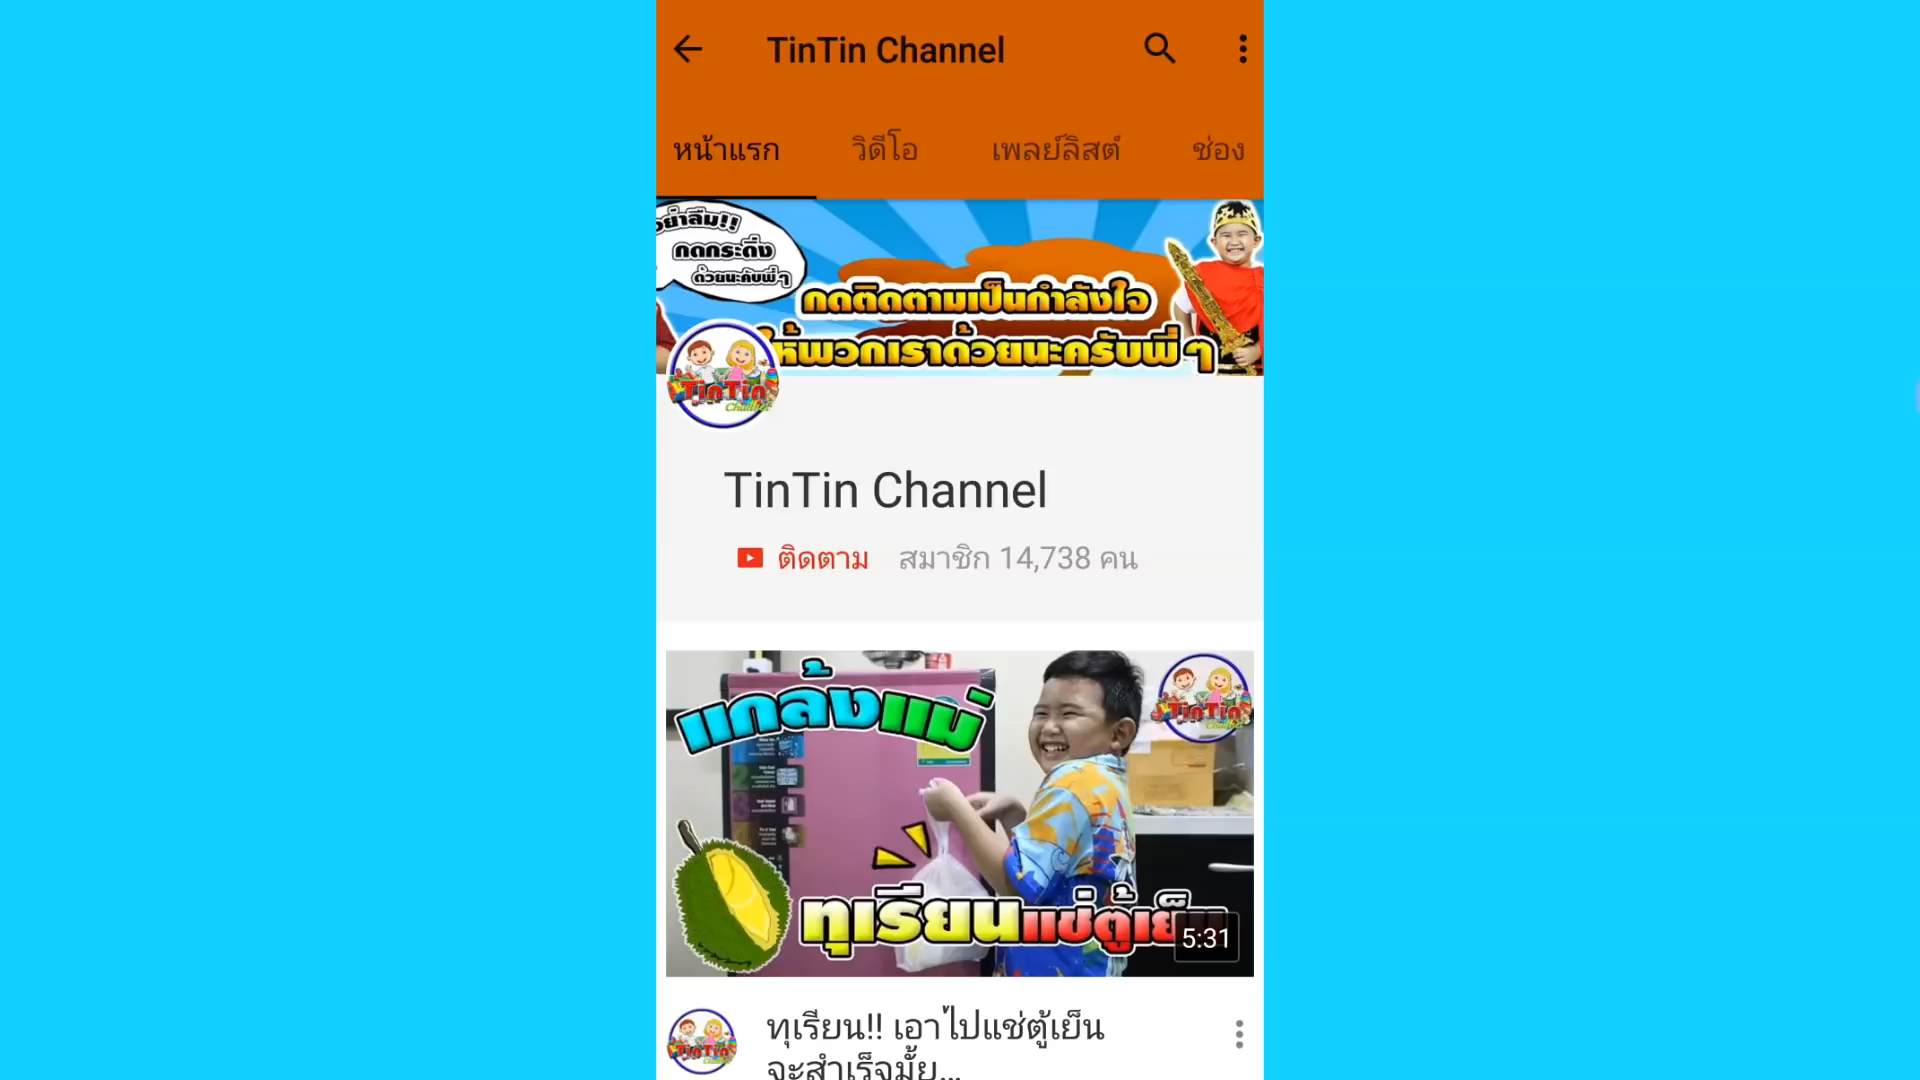 TinTin Channel
หน้าแรก วิดีโอ เพลย์ลิสต์ ช่อง
อย่าลืม!!
กดกระดิ่ง
ด้วยนะคับพี่ๆ
กดติดตามเป็นกำลังใจ
ให้พวกเราด้วยนะครับพี่ ๆ
TinTin
Channel
TinTin Channel
ติดตาม สมาชิก 14,738 คน
แกล้งแม่
TinTin
Channel
ทุเรียนแช่ตู้เย็น
5:31
ทุเรียน!! เอาไปแช่ตู้เย็น
จะสำเร็จมั้ย...
TinTin